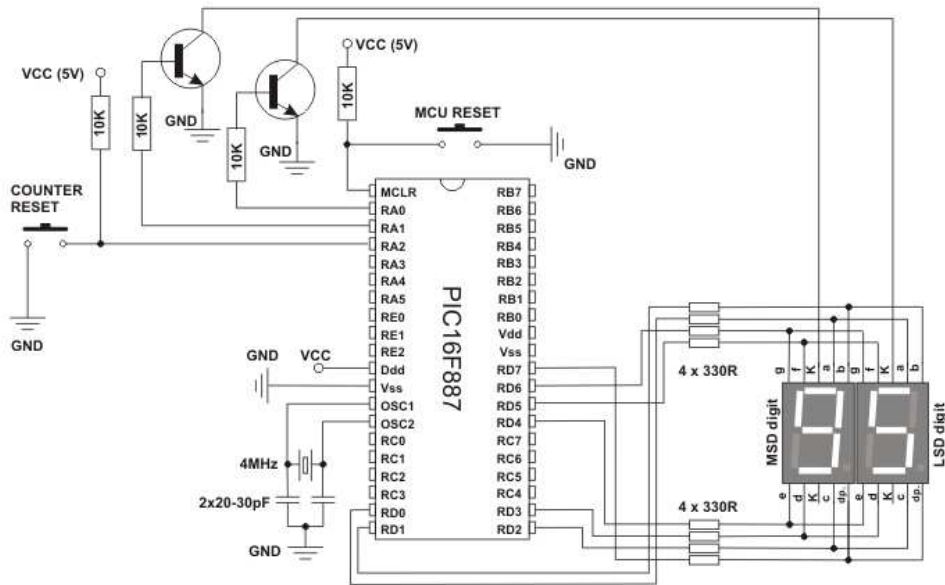 VCC (5V)
VCC (5V)
10K
10K
GND
10K
GND
10K
MCU RESET
GND
COUNTER
RESET
GND
MCLR
RA0
RA1
RA2
RA3
RA4
RA5
RE0
RE1
RE2
Ddd
Vss
OSC1
OSC2
RC0
RC1
RC2
RC3
RD0
RD1
PIC16F887
RB7
RB6
RB5
RB4
RB3
RB2
RB1
RB0
Vdd
Vss
RD7
RD6
RD5
RD4
RC7
RC6
RC5
RC4
RD3
RD2
GND
VCC
4MHz
2x20-30pF
GND
4 x 330R
4 x 330R
g f K a b g f K a b
MSD digit
95
LSD digit
e d K c dp. e d K c dp.